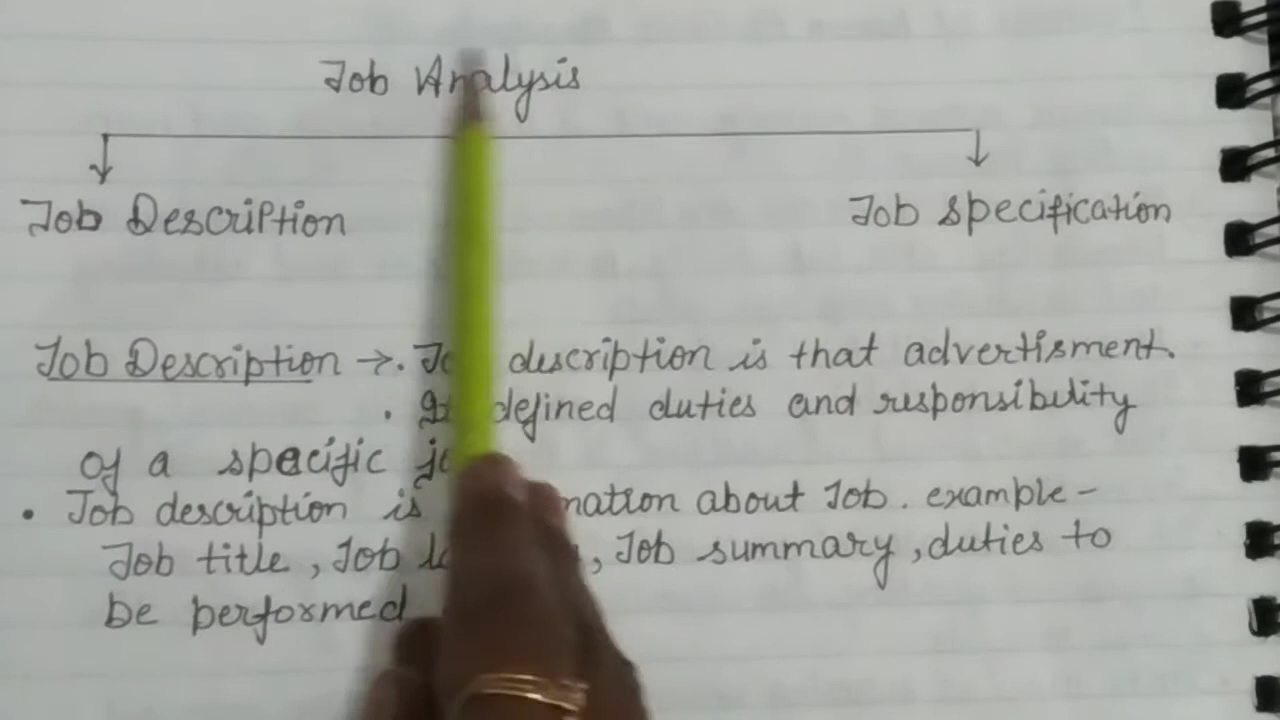 Job Analysis
Job Description Job specification
Job Description →. description is that advertisment.
. defined duties and responsibility
of a specific
• Job description is about Job. example-
Job title, Job , Job summary, duties to
be performed